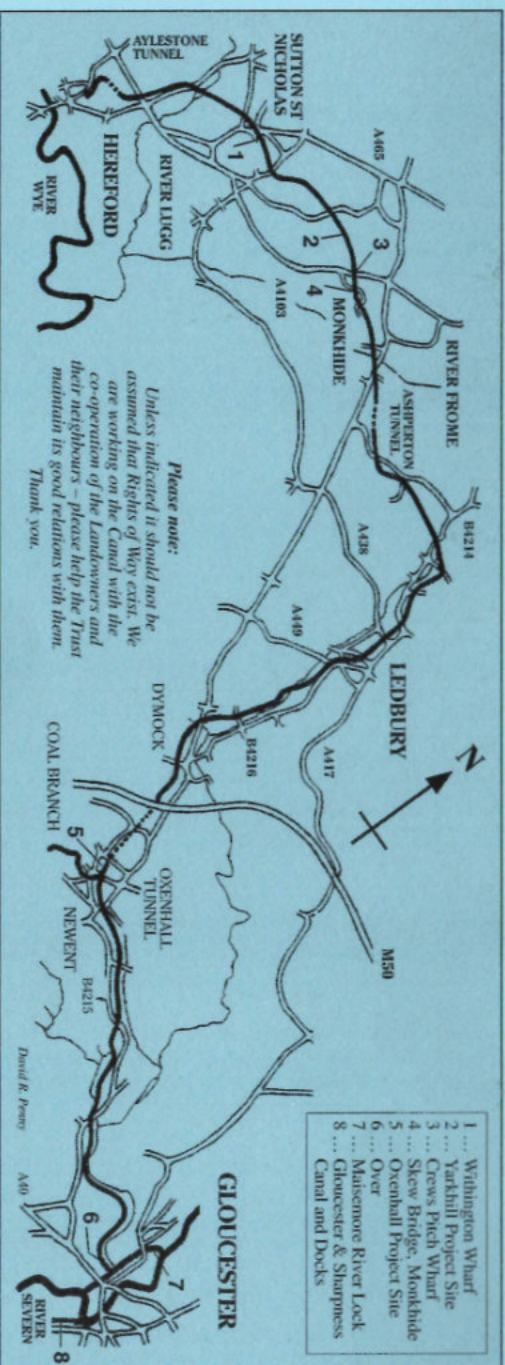 AYLESTONE
TUNNEL
SUTTON ST
NICHOLAS
A465
1
HEREFORD
RIVER LUGG
RIVER
WYE
2
3
4
MONKHIDE
A4103
RIVER FROME
ASHPERTON
TUNNEL
B4214
A438
A449
LEDBURY
Please note:
Unless indicated it should not be
assumed that Rights of Way exist. We
are working on the Canal with the
co-operation of the Landowners and
their neighbours – please help the Trust
maintain its good relations with them.
Thank you.
DYMOCK
B4216
A417
N
COAL BRANCH
5
OXENHALL
TUNNEL
NEWENT
M50
B4215
David R. Penny
A40
6
7
GLOUCESTER
RIVER
SEVERN
8
1 ... Withington Wharf
2 ... Yarkhill Project Site
3 ... Crews Pitch Wharf
4 ... Skew Bridge, Monkhide
5 ... Oxenhall Project Site
6 ... Over
7 ... Maisemore River Lock
8 ... Gloucester & Sharpness
Canal and Docks